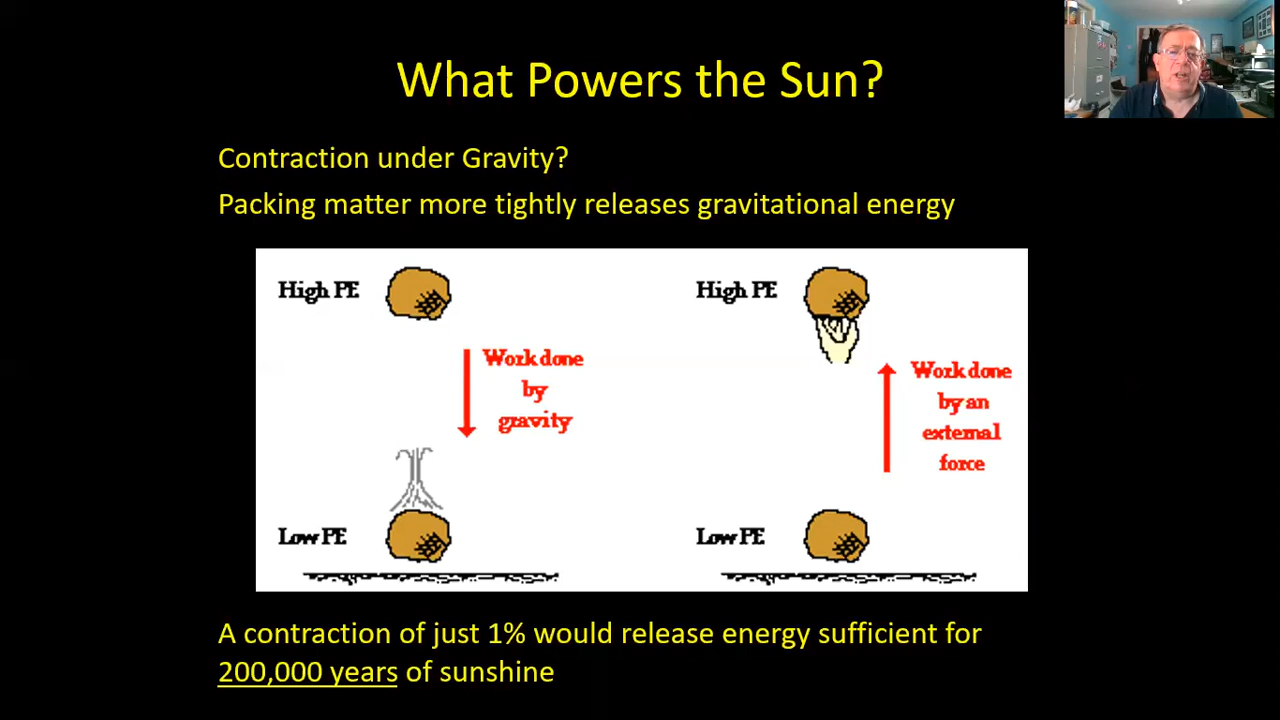 What Powers the Sun?
Contraction under Gravity?
Packing matter more tightly releases gravitational energy
High PE
Work done
by
gravity
Low PE
High PE
Work done
by an
external
force
Low PE
A contraction of just 1% would release energy sufficient for
200,000 years of sunshine